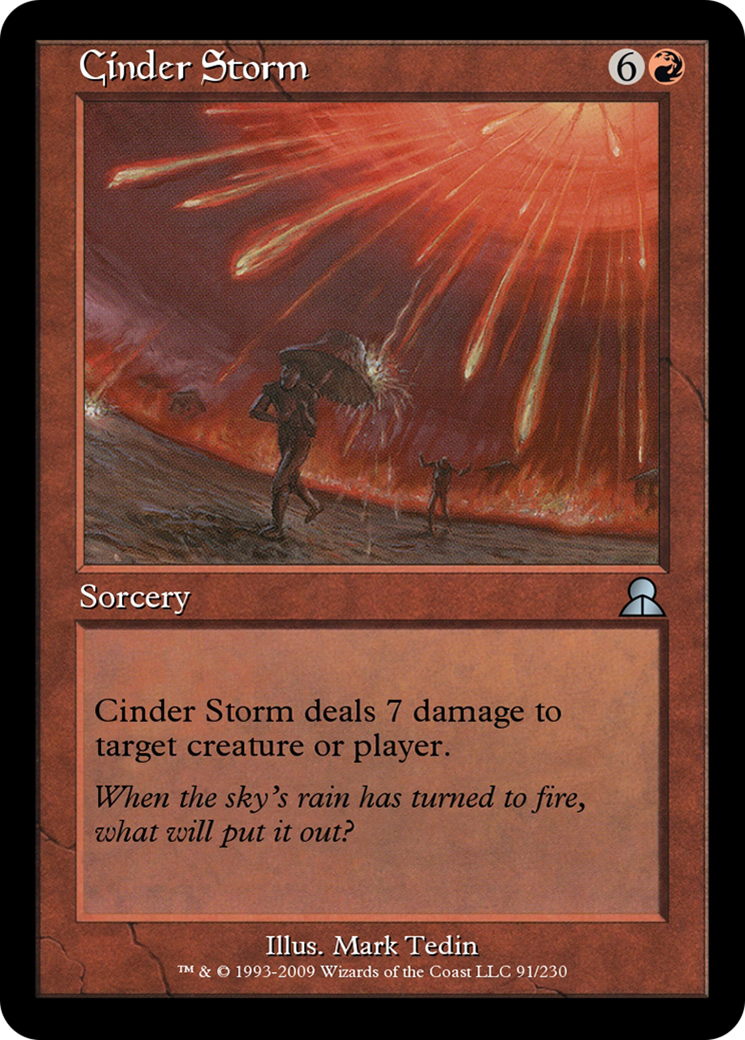 Cinder Storm 6
Sorcery
Cinder Storm deals 7 damage to
target creature or player.
When the sky's rain has turned to fire,
what will put it out?
Illus. Mark Tedin
™ & © 1993-2009 Wizards of the Coast LLC 91/230